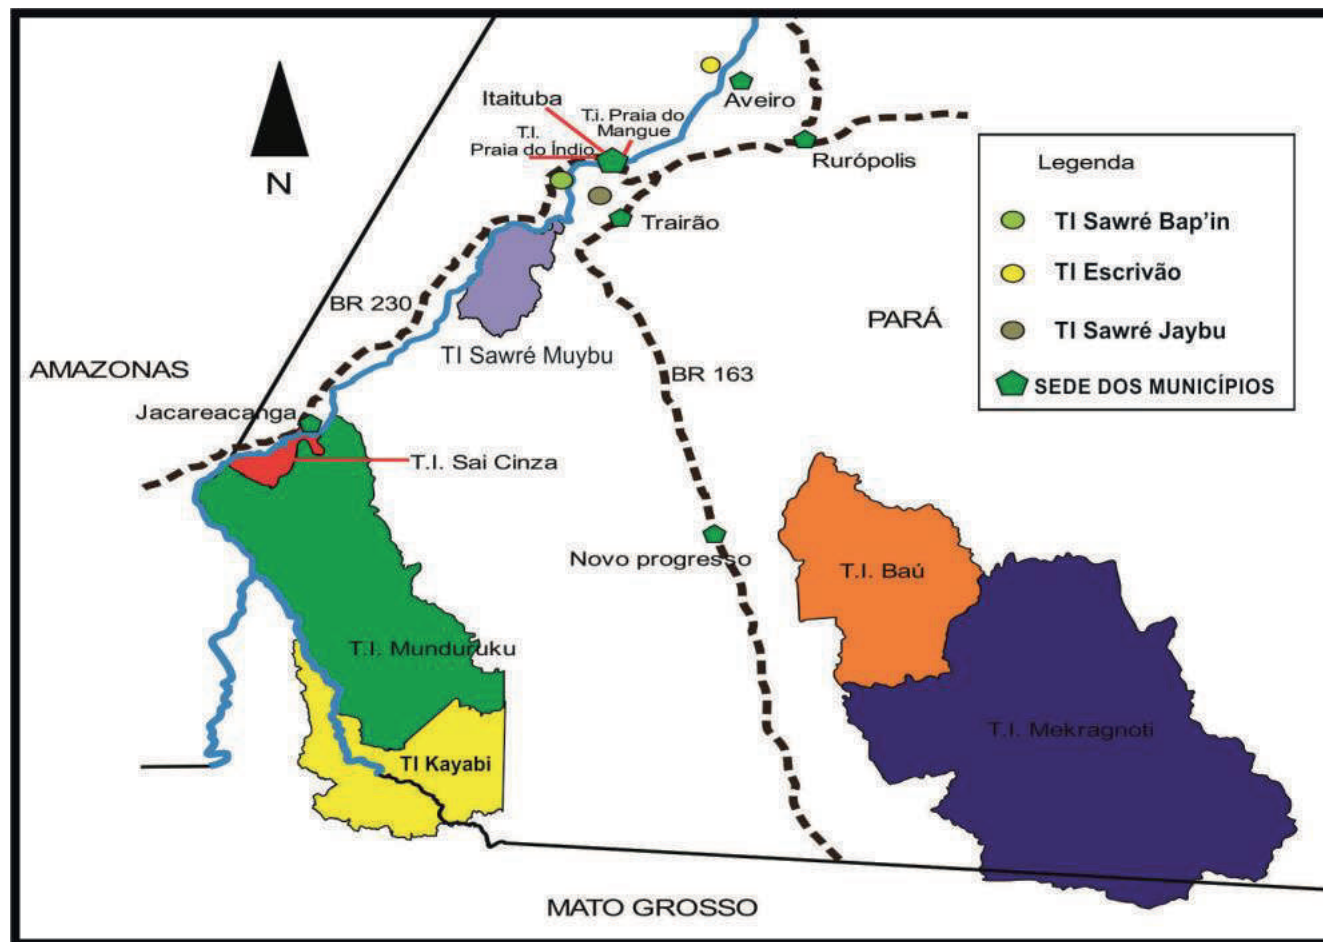 Aveiro
Itaituba
T.i. Praia do
Mangue
T.I.
Praia do Índio
Rurópolis
Trairão
N
Legenda
TI Sawré Bap'in
TI Escrivão
TI Sawré Jaybu
SEDE DOS MUNICÍPIOS
BR 230
PARÁ
TI Sawré Muybu
AMAZONAS
BR 163
Jacareacanga
T.I. Sai Cinza
Novo progresso
T.I. Baú
T.I. Munduruku
T.I. Mekragnoti
TI Kayabi
MATO GROSSO